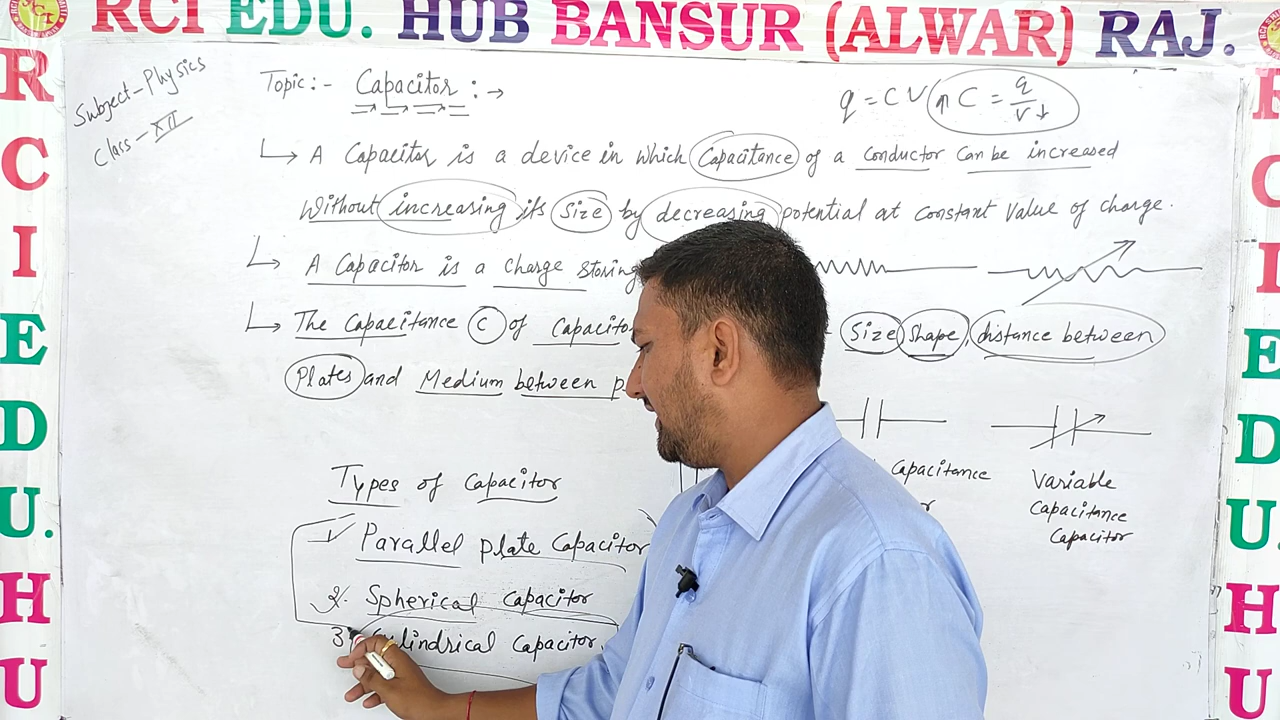 RCI EDU. HUB BANSUR (ALWAR) RAJ.
R
C
I
E
DU.
HU
Subject-Physics
Class-XII
Topic:- Capacitor :→
q = CV ↑ C = q/V↓
↳ A Capacitor is a device in which Capacitance of a conductor can be increased
Without increasing its Size by decreasing potential at constant value of charge.
↳ A Capacitor is a charge storing
↳ The Capacitance C of Capacitor Size, Shape, distance between
Plates and Medium between
Capacitance
Variable
Capacitance
Capacitor
Types of Capacitor
1. Parallel plate Capacitor
2. Spherical Capacitor
3. Cylindrical Capacitor